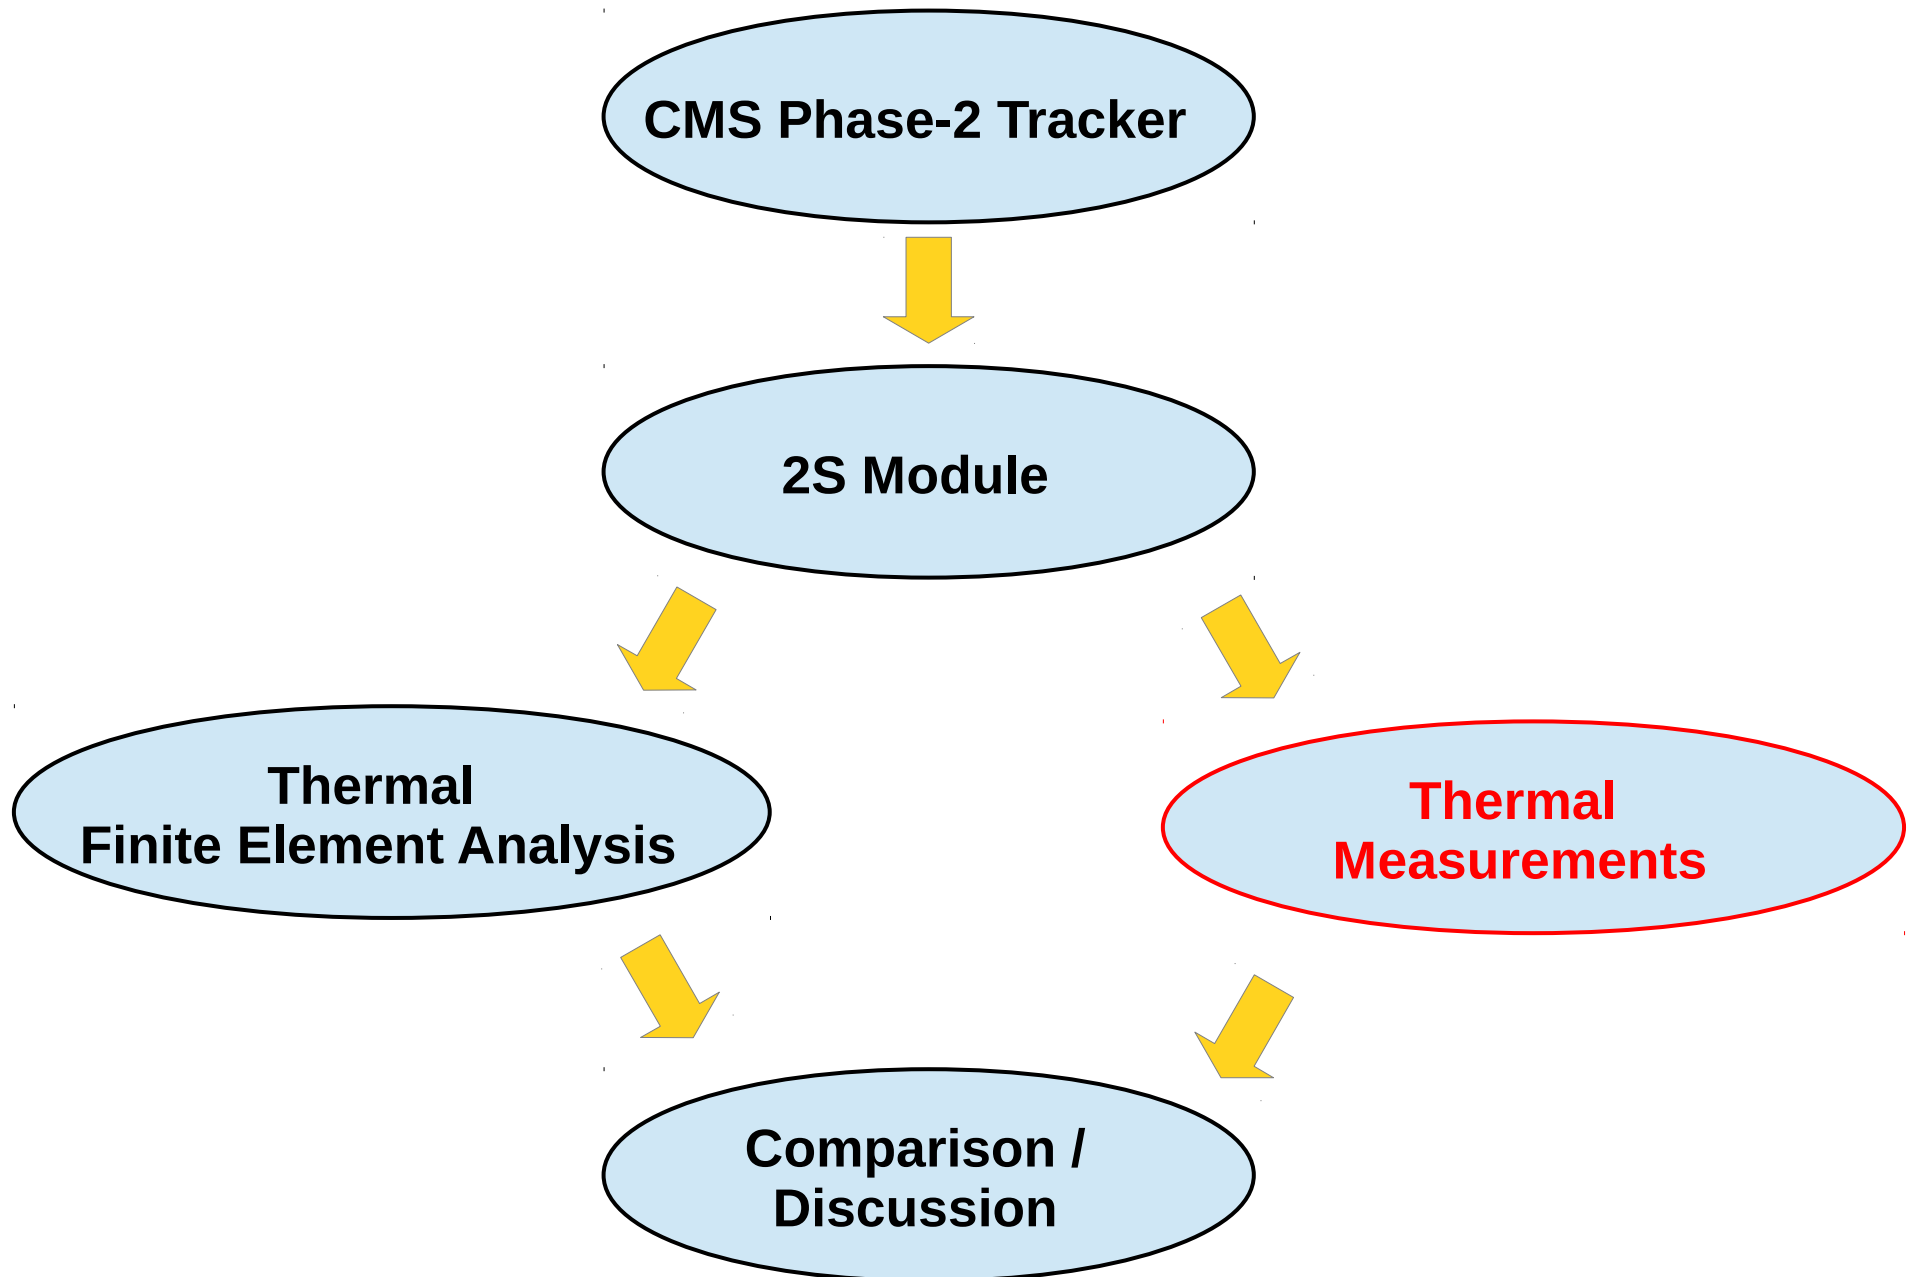 CMS Phase-2 Tracker
2S Module
Thermal
Finite Element Analysis
Thermal
Measurements
Comparison /
Discussion